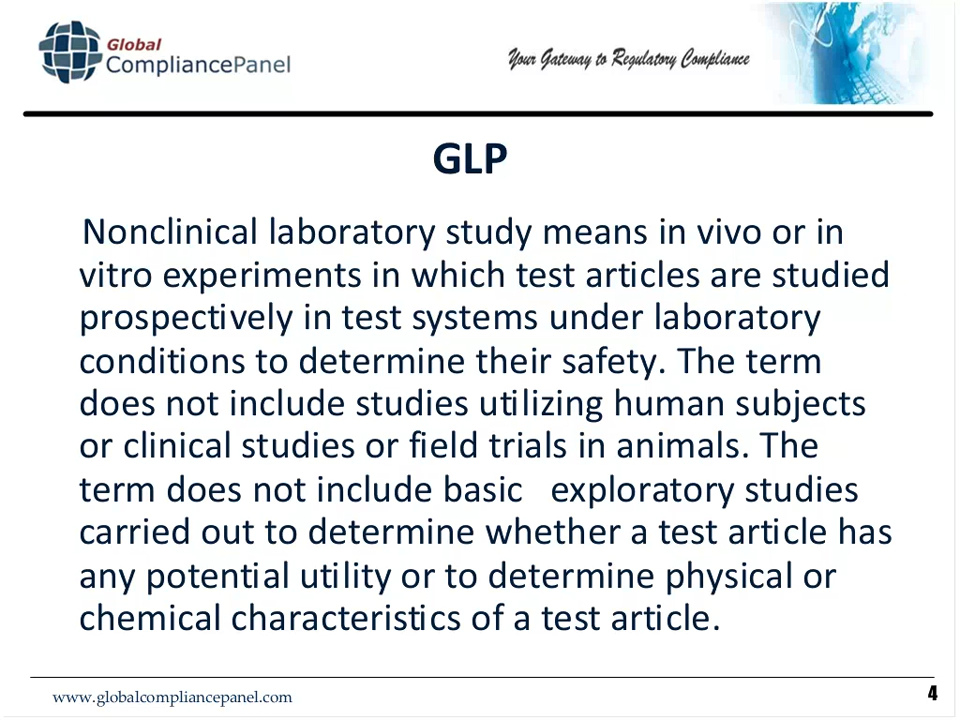 Global
CompliancePanel
Your Gateway to Regulatory Compliance
GLP
Nonclinical laboratory study means in vivo or in
vitro experiments in which test articles are studied
prospectively in test systems under laboratory
conditions to determine their safety. The term
does not include studies utilizing human subjects
or clinical studies or field trials in animals. The
term does not include basic   exploratory studies
carried out to determine whether a test article has
any potential utility or to determine physical or
chemical characteristics of a test article.
www.globalcompliancepanel.com
4